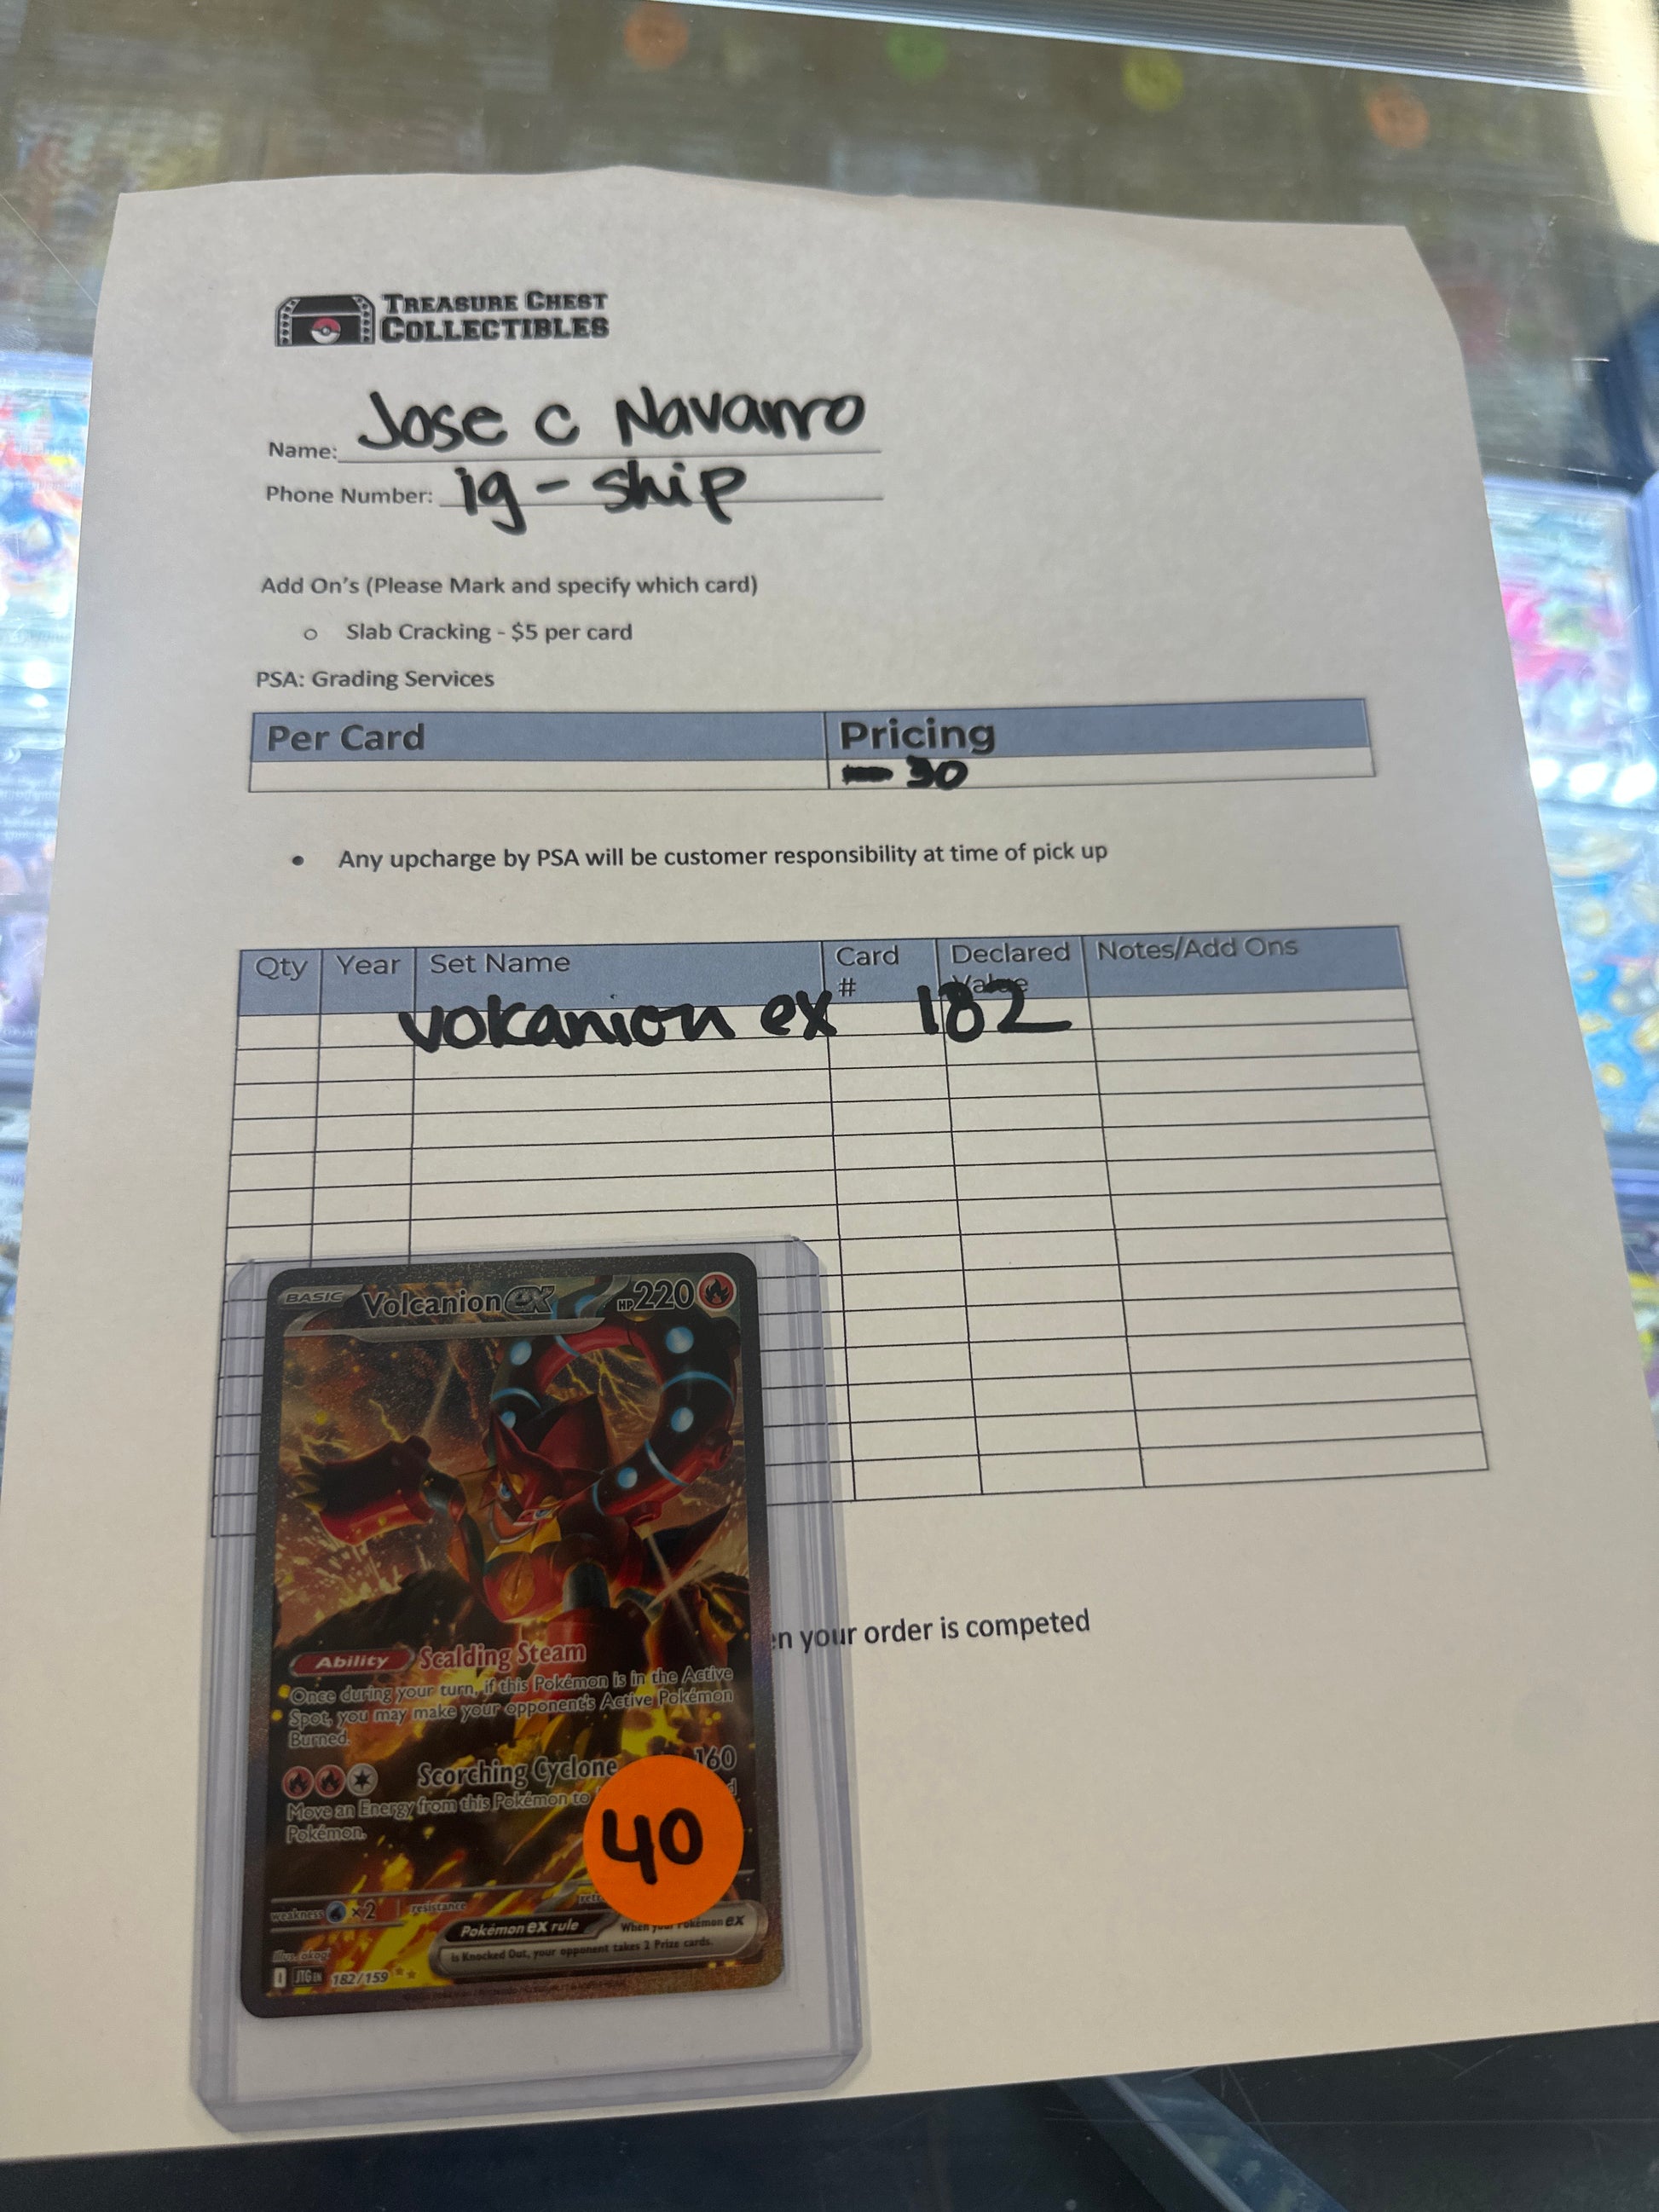 TREASURE CHEST
COLLECTIBLES
Name: Jose C Navarro
Phone Number: ig - ship
Add On's (Please Mark and specify which card)
o Slab Cracking - $5 per card
PSA: Grading Services
Per Card Pricing
30
• Any upcharge by PSA will be customer responsibility at time of pick up
Qty Year Set Name Card # Declared Value Notes/Add Ons
volcanion ex 182
en your order is competed
BASIC Volcanion ex HP 220
Ability Scalding Steam
Once during your turn, if this Pokémon is in the Active
Spot, you may make your opponent's Active Pokémon
Burned.
Scorching Cyclone 160
Move an Energy from this Pokémon to
Pokémon.
40
weakness ×2 resistance
Pokémon ex rule When your Pokémon ex
is Knocked Out, your opponent takes 2 Prize cards.
Illus. okogi
I JTG EN 182/159